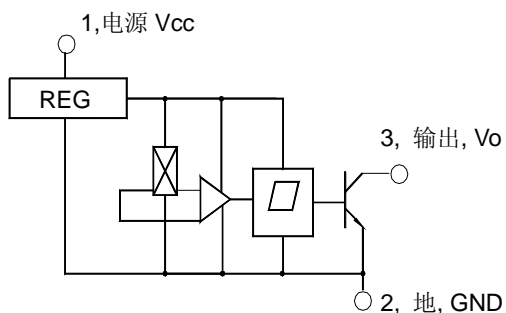 1,电源 Vcc
REG
3, 输出, Vo
2, 地, GND